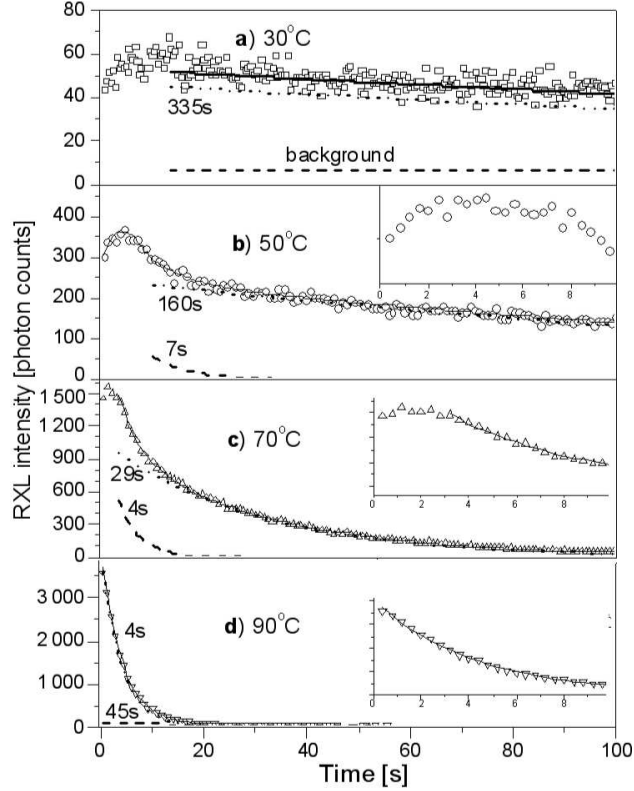 RXL intensity [photon counts]
80
60
40
20
0
a) 30°C
335s
background
400
300
200
100
0
b) 50°C
160s
7s
0 2 4 6 8
1 500
1 200
900
600
300
0
c) 70°C
29s
4s
0 2 4 6 8
3 000
2 000
1 000
0
d) 90°C
4s
45s
0 2 4 6 8
0 20 40 60 80 100
Time [s]